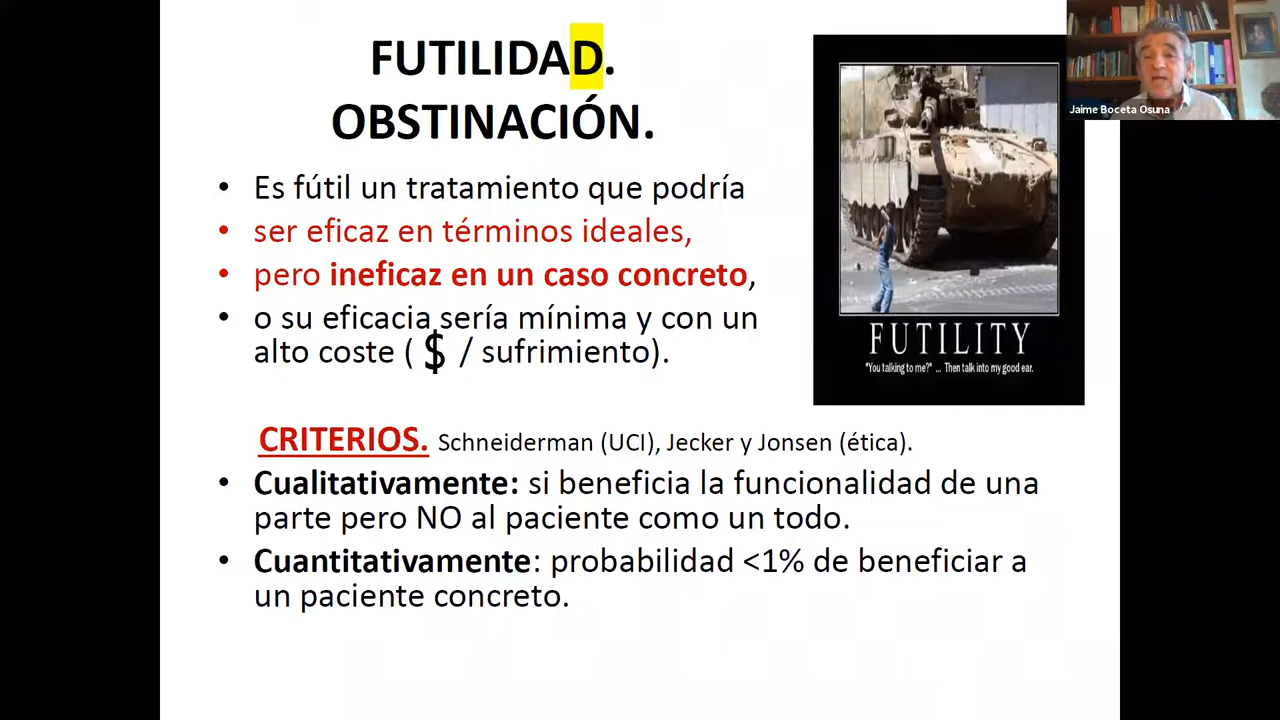 FUTILIDAD.
OBSTINACIÓN.
• Es fútil un tratamiento que podría
• ser eficaz en términos ideales,
• pero ineficaz en un caso concreto,
• o su eficacia sería mínima y con un
alto coste ( $ / sufrimiento).
CRITERIOS. Schneiderman (UCI), Jecker y Jonsen (ética).
• Cualitativamente: si beneficia la funcionalidad de una
parte pero NO al paciente como un todo.
• Cuantitativamente: probabilidad <1% de beneficiar a
un paciente concreto.
FUTILITY
"You talking to me?" ... Then talk into my good ear.
Jaime Boceta Osuna